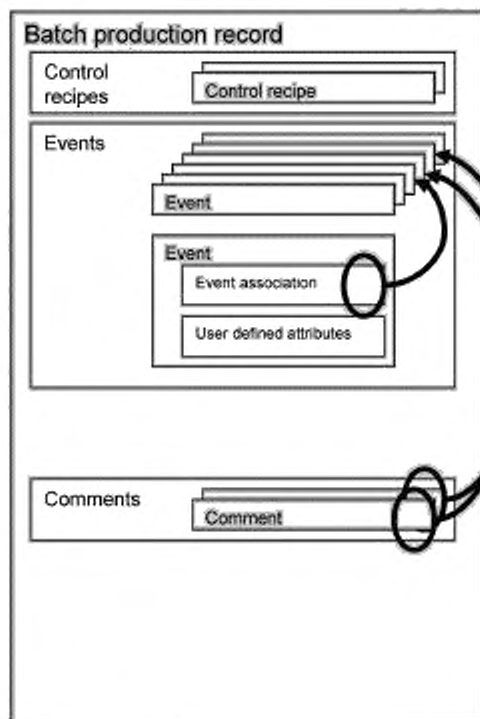 Batch production record
Control
recipes
Control recipe
Events
Event
Event
Event association
User defined attributes
Comments
Comment